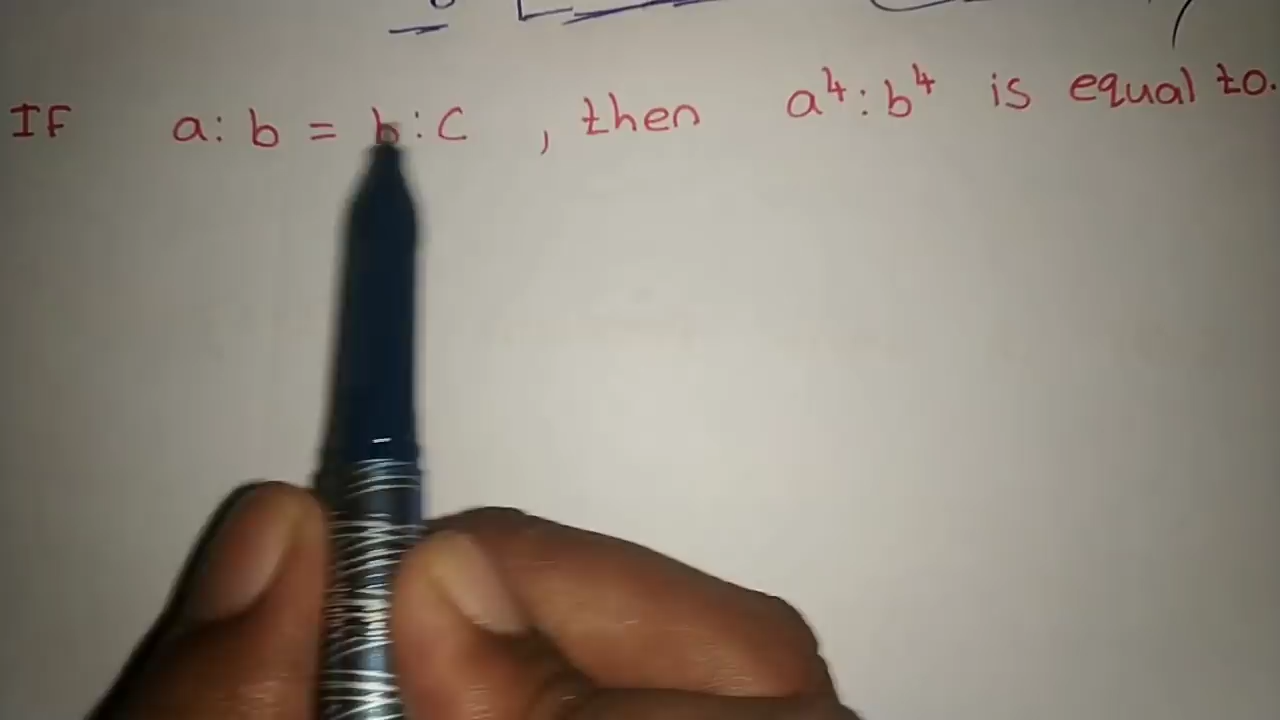 If a : b = b : c , then a⁴ : b⁴ is equal to.